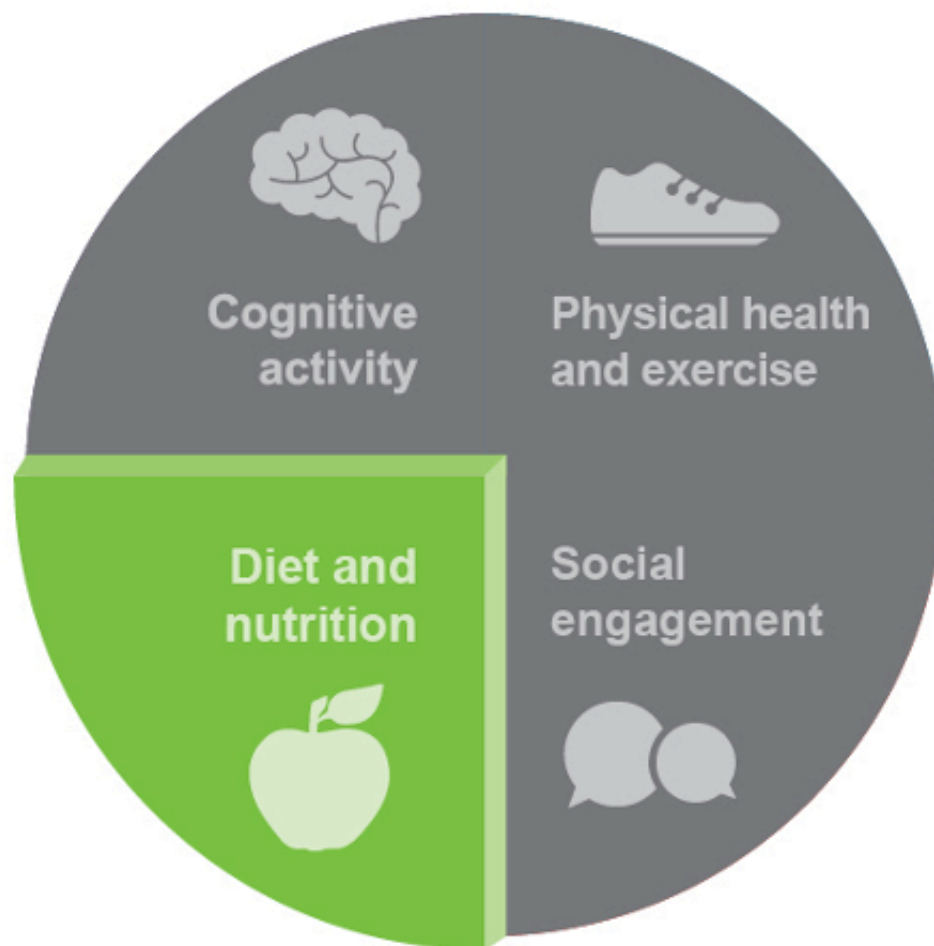 Cognitive
activity
Physical health
and exercise
Diet and
nutrition
Social
engagement